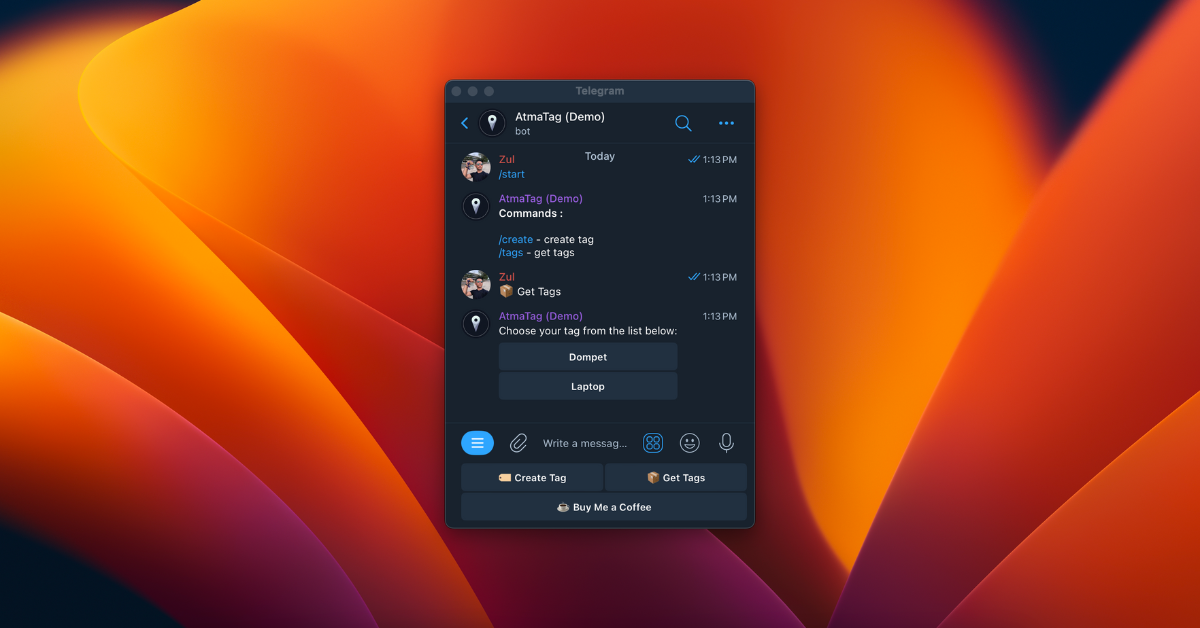 Telegram
AtmaTag (Demo)
bot
Today
Zul
1:13 PM
/start
AtmaTag (Demo)
1:13 PM
Commands :
/create - create tag
/tags - get tags
Zul
1:13 PM
📦 Get Tags
AtmaTag (Demo)
1:13 PM
Choose your tag from the list below:
Dompet
Laptop
Write a messag...
🏷️ Create Tag
📦 Get Tags
☕ Buy Me a Coffee